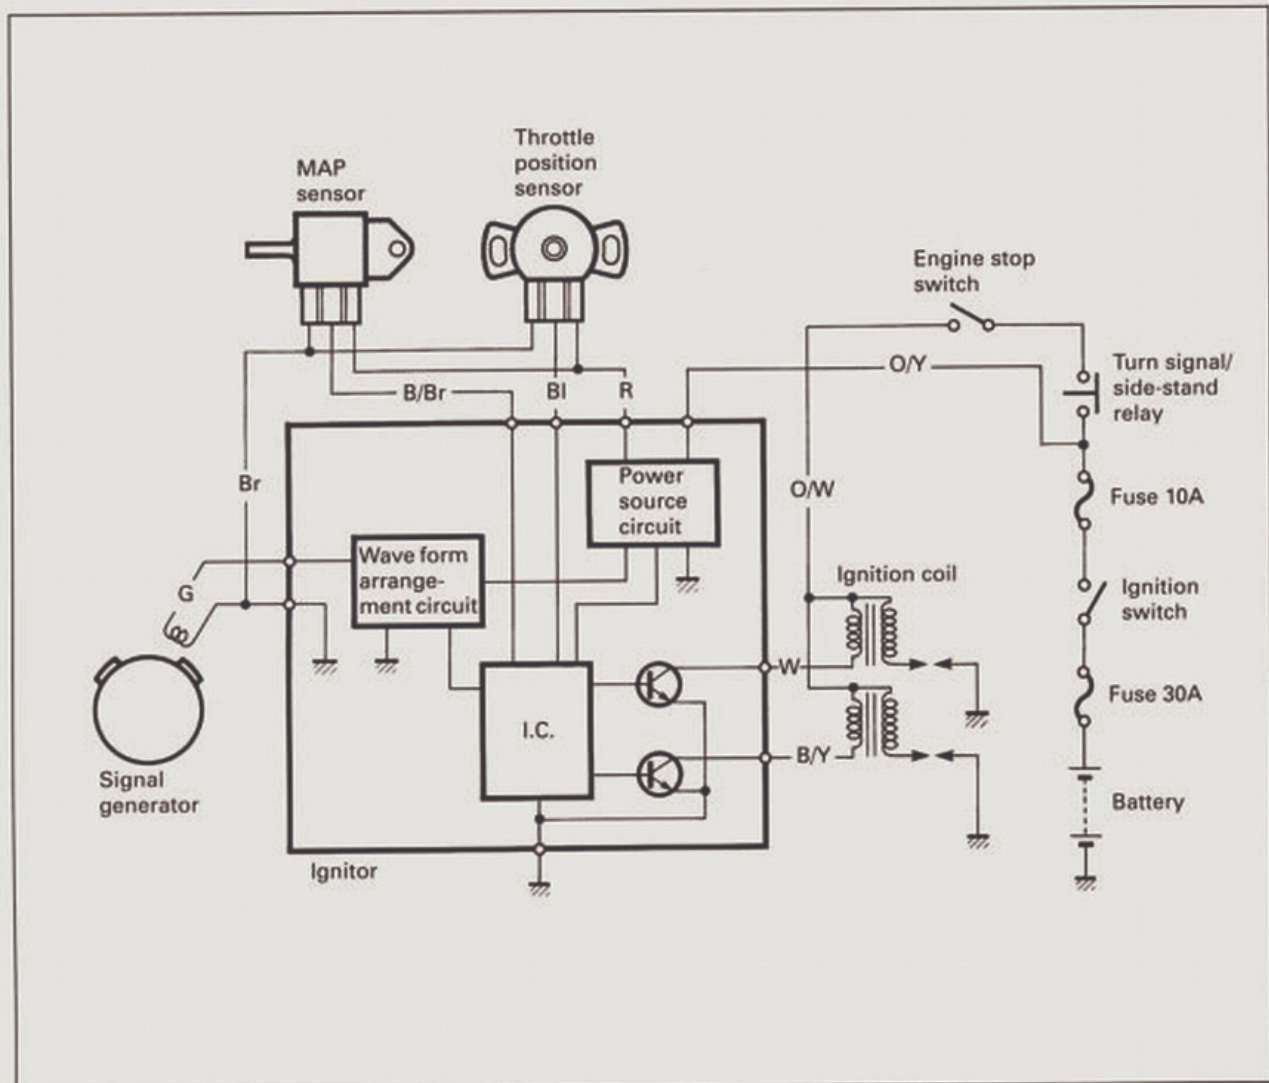 MAP
sensor
Throttle
position
sensor
Engine stop
switch
Turn signal/
side-stand
relay
O/Y
B/Br
Bl
R
Br
Power
source
circuit
O/W
Fuse 10A
Wave form
arrange-
ment circuit
G
Ignition coil
Ignition
switch
W
Fuse 30A
I.C.
B/Y
Signal
generator
Battery
Ignitor